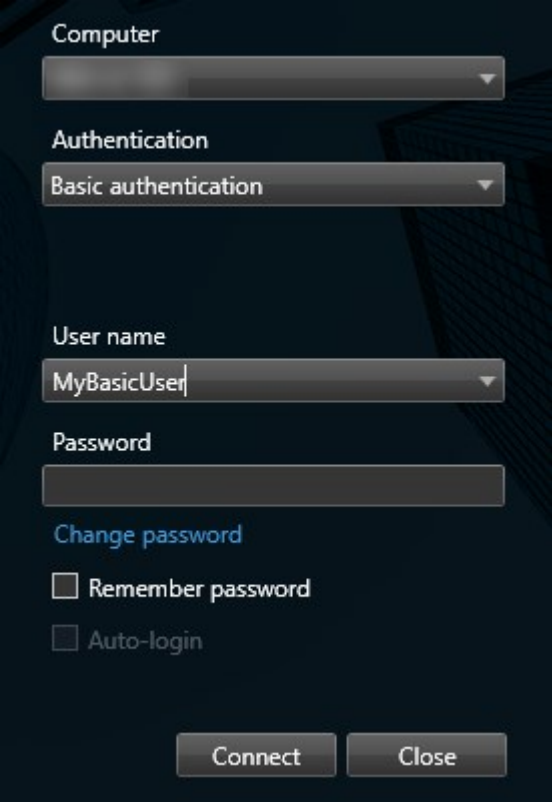 Computer
Authentication
Basic authentication
User name
MyBasicUser
Password
Change password
Remember password
Auto-login
Connect
Close